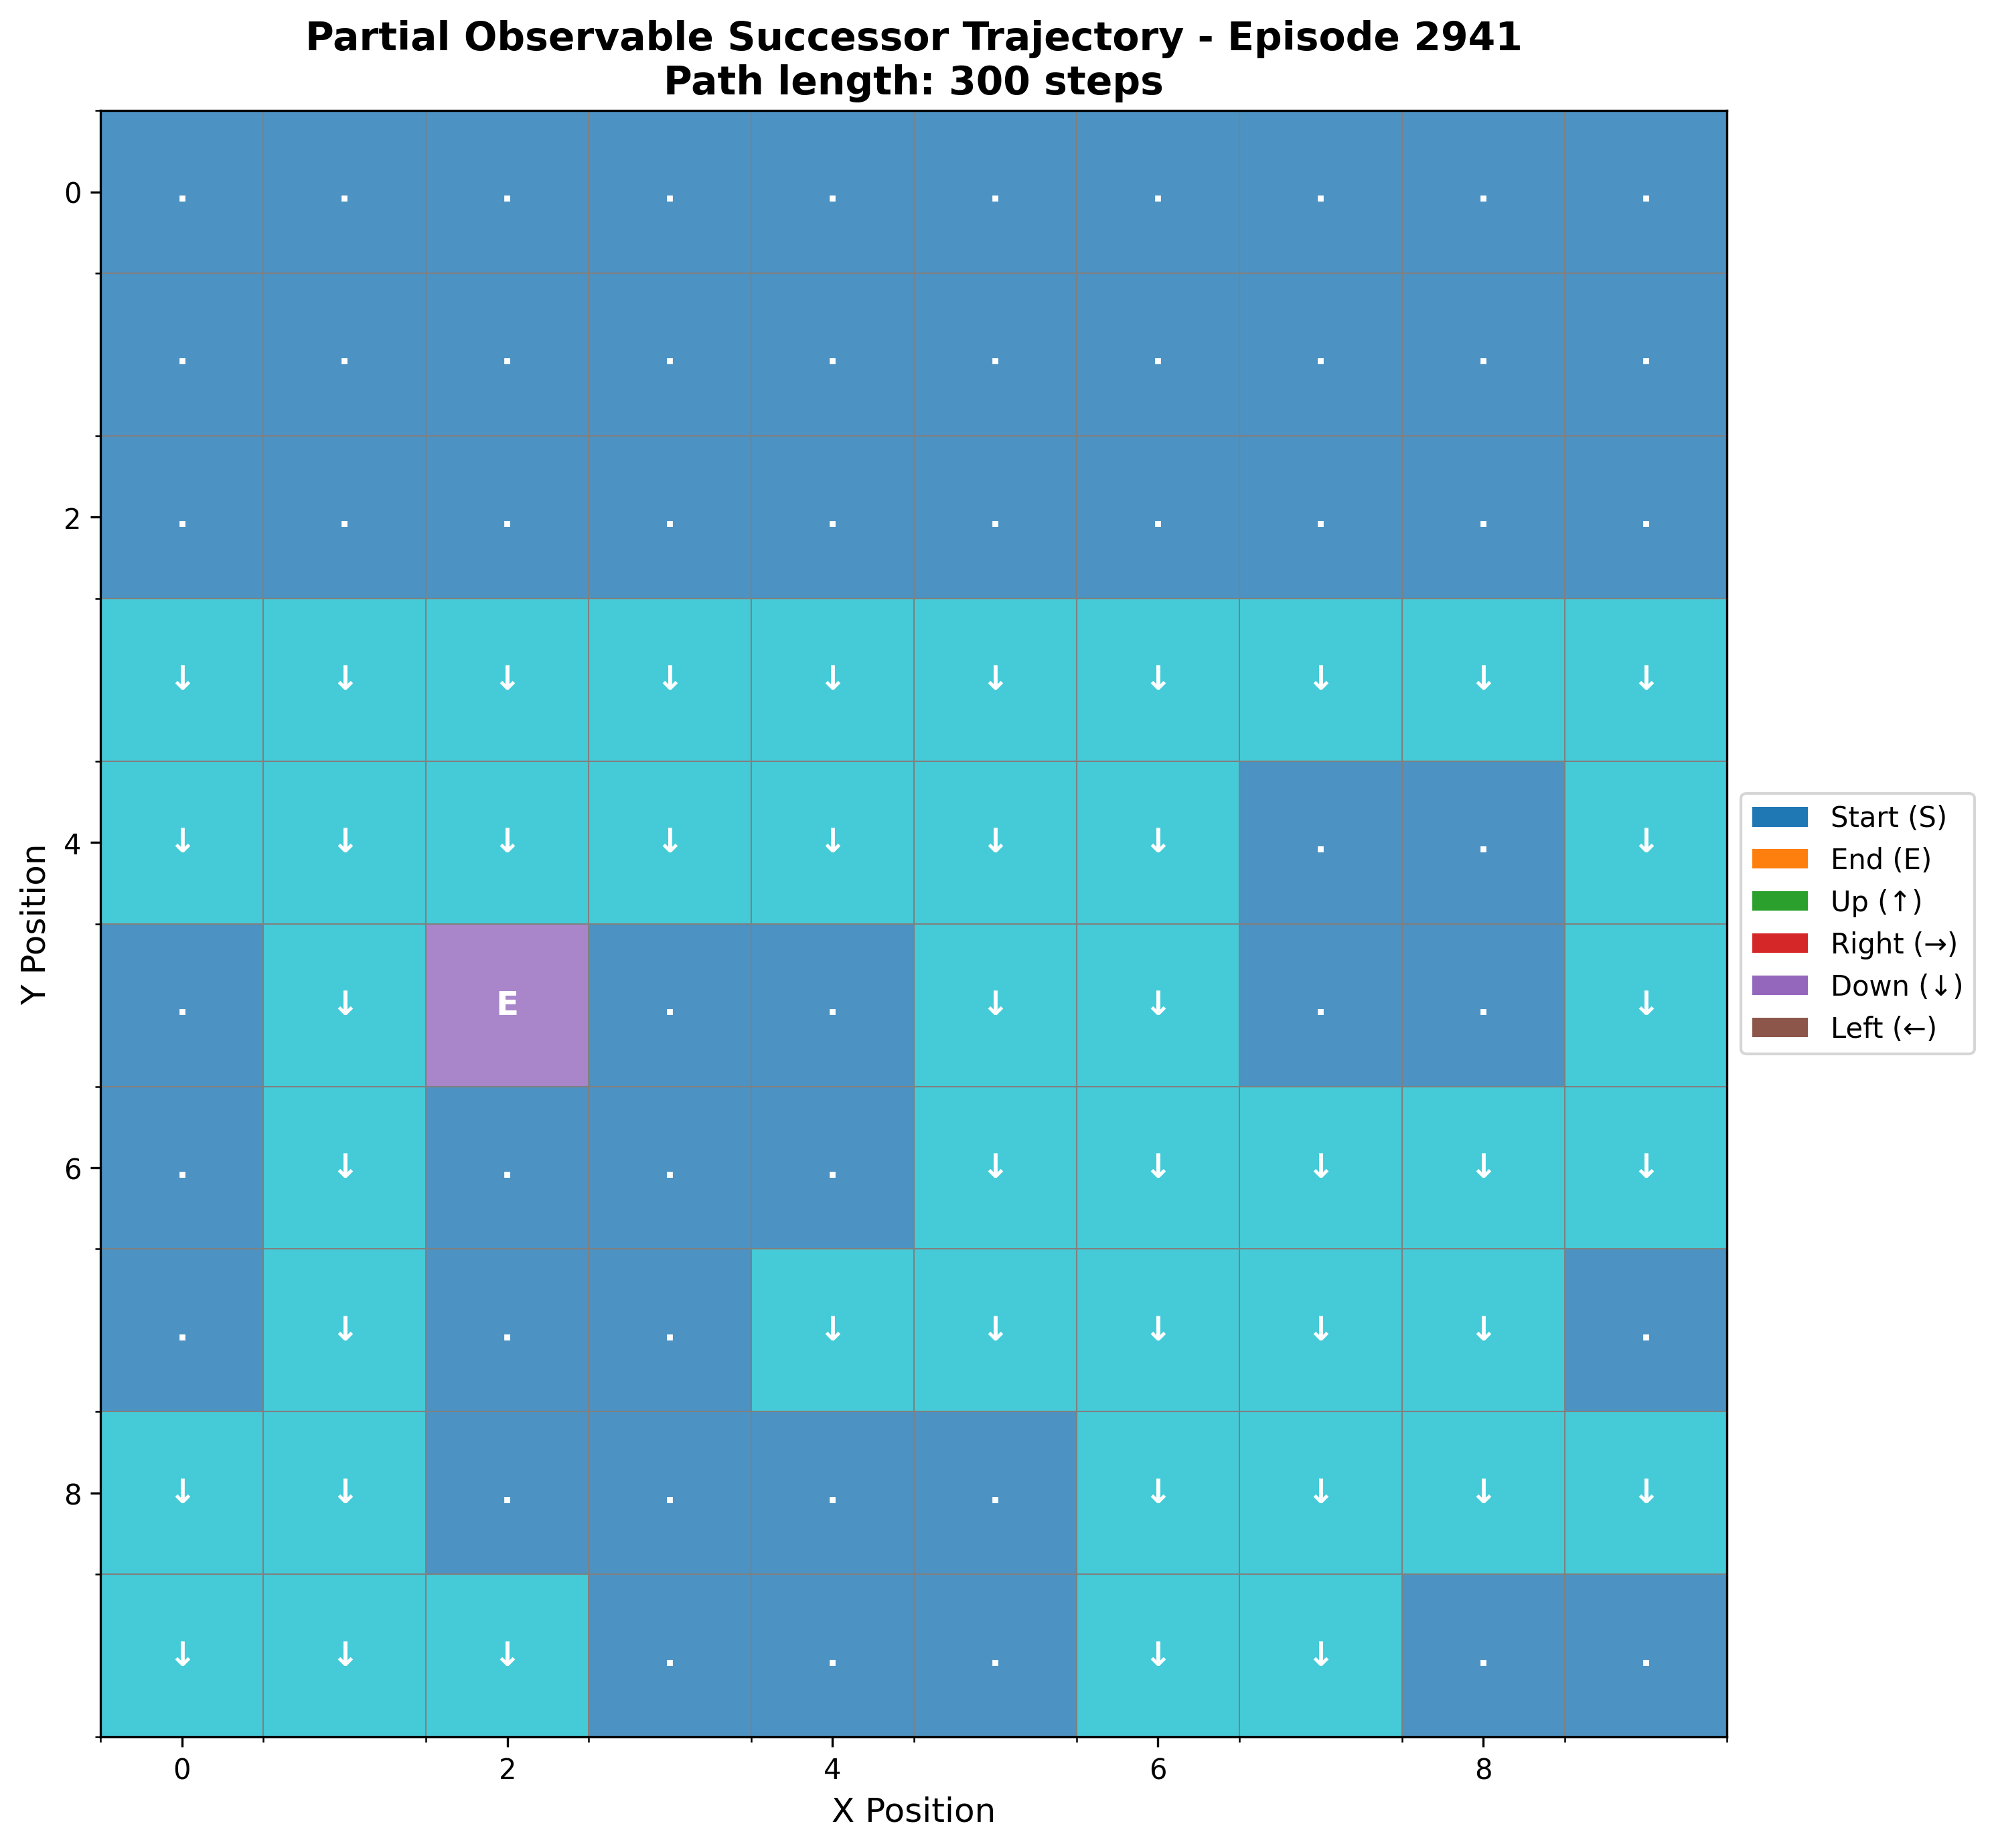 Partial Observable Successor Trajectory - Episode 2941
Path length: 300 steps
0 . . . . . . . . . .
. . . . . . . . . .
2 . . . . . . . . . .
↓ ↓ ↓ ↓ ↓ ↓ ↓ ↓ ↓ ↓
4 ↓ ↓ ↓ ↓ ↓ ↓ ↓ . . ↓
. ↓ E . . ↓ ↓ . . ↓
6 . ↓ . . . ↓ ↓ ↓ ↓ ↓
. ↓ . . ↓ ↓ ↓ ↓ ↓ .
8 ↓ ↓ . . . . ↓ ↓ ↓ ↓
↓ ↓ ↓ . . . ↓ ↓ . .
0 2 4 6 8
X Position
Y Position
Start (S)
End (E)
Up (↑)
Right (→)
Down (↓)
Left (←)